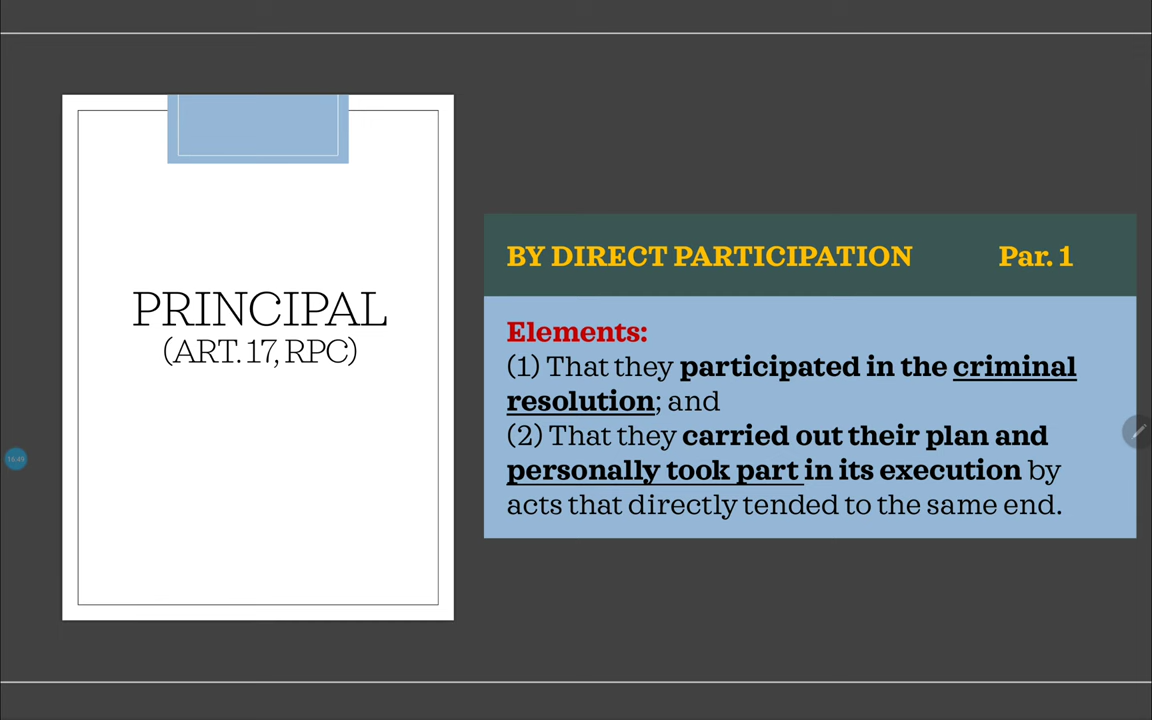 PRINCIPAL
(ART. 17, RPC)
BY DIRECT PARTICIPATION Par. 1
Elements:
(1) That they participated in the criminal
resolution; and
(2) That they carried out their plan and
personally took part in its execution by
acts that directly tended to the same end.